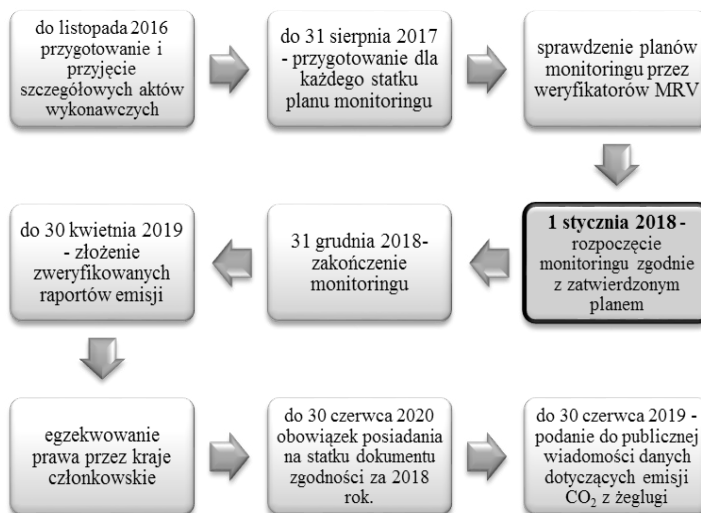 do listopada 2016
przygotowanie i
przyjęcie
szczegółowych aktów
wykonawczych
do 31 sierpnia 2017
- przygotowanie dla
każdego statku
planu monitoringu
sprawdzenie planów
monitoringu przez
weryfikatorów MRV
1 stycznia 2018 -
rozpoczęcie
monitoringu zgodnie
z zatwierdzonym
planem
31 grudnia 2018-
zakończenie
monitoringu
do 30 kwietnia 2019
- złożenie
zweryfikowanych
raportów emisji
egzekwowanie
prawa przez kraje
członkowskie
do 30 czerwca 2020
obowiązek posiadania
na statku dokumentu
zgodności za 2018
rok.
do 30 czerwca 2019 -
podanie do publicznej
wiadomości danych
dotyczących emisji
CO₂ z żeglugi